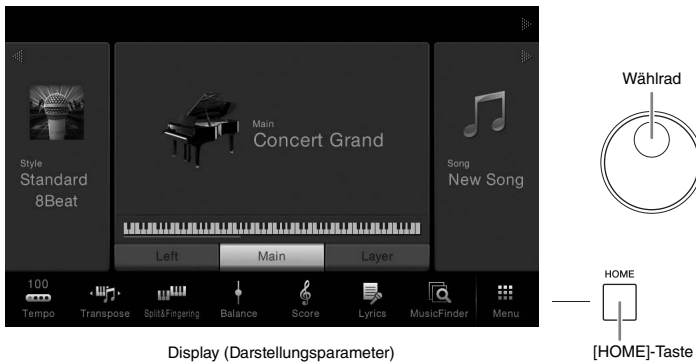 Main
Concert Grand
Style
Standard
8Beat
Song
New Song
Left
Main
Layer
100
Tempo
Transpose
Split&Fingering
Balance
Score
Lyrics
MusicFinder
Menu
Display (Darstellungsparameter)
Wählrad
HOME
[HOME]-Taste